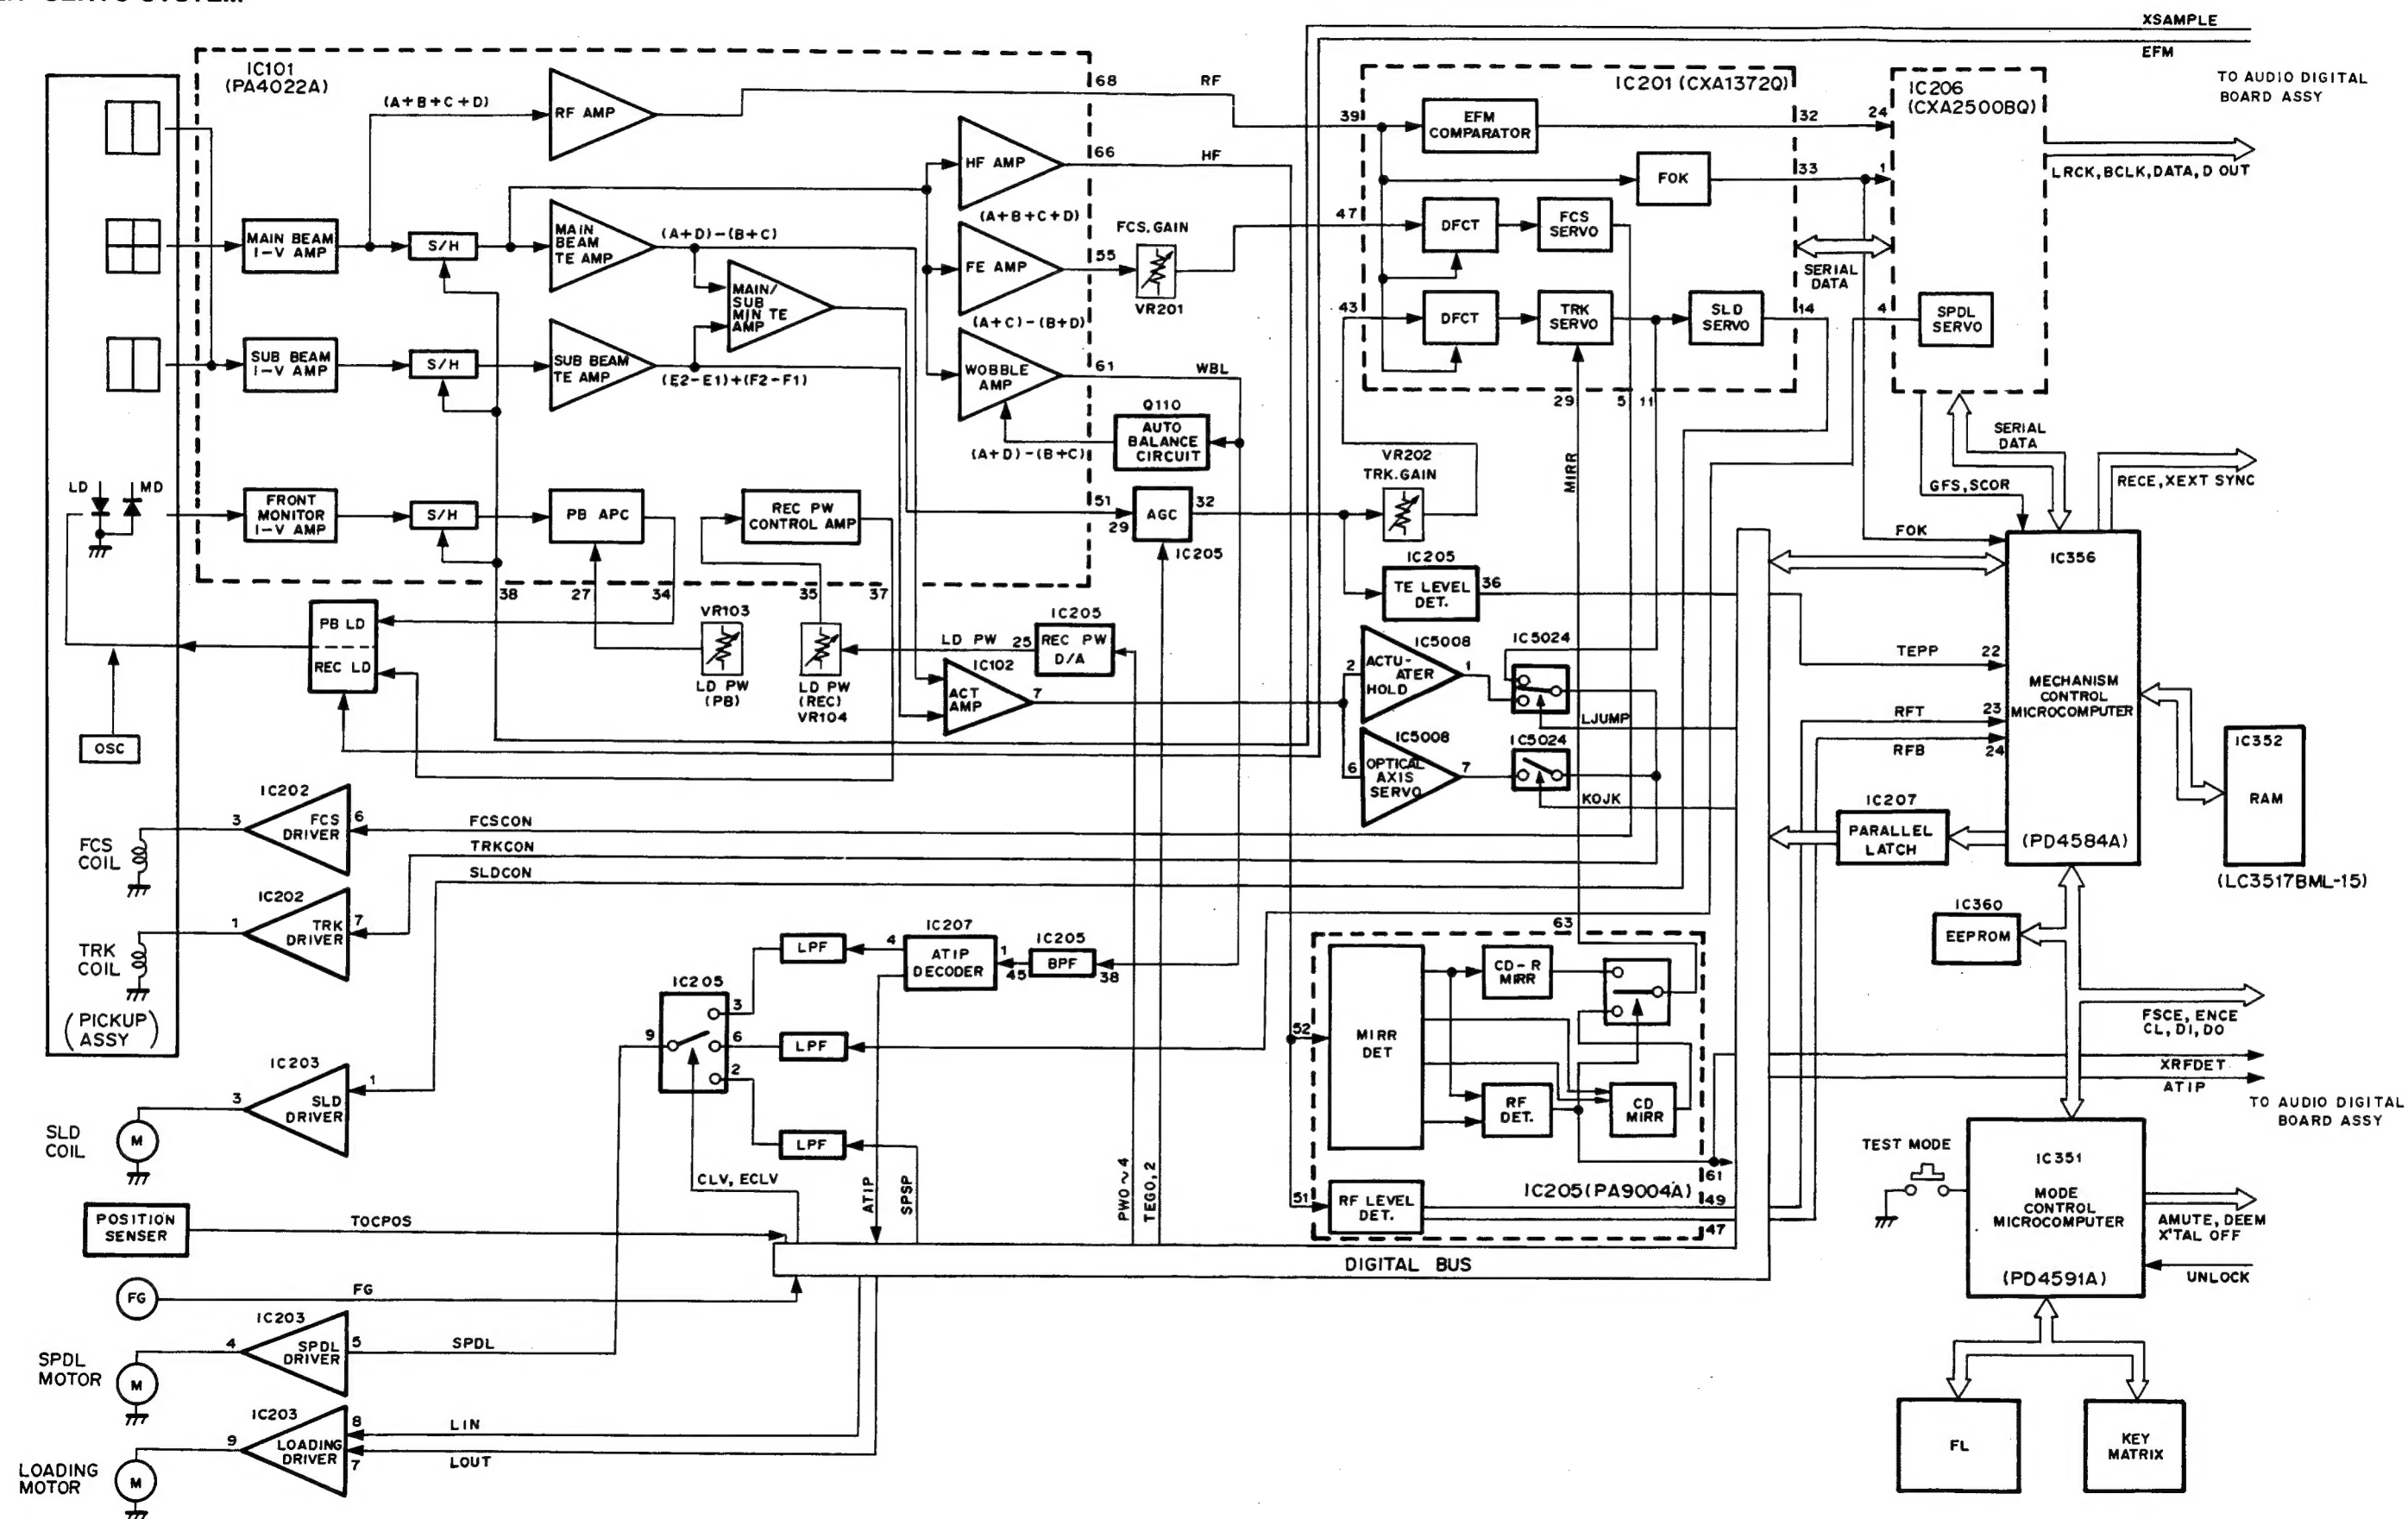 XSAMPLE
EFM
TO AUDIO DIGITAL
BOARD ASSY
IC101
(PA4022A)
(A+B+C+D)
RF AMP
68
RF
IC201 (CXA1372Q)
39
EFM
COMPARATOR
32
24
IC206
(CXA2500BQ)
HF AMP
66
HF
FOK
33
1
LRCK, BCLK, DATA, D OUT
MAIN BEAM
I-V AMP
S/H
MAIN
BEAM
TE AMP
(A+D)-(B+C)
(A+B+C+D)
FCS. GAIN
47
DFCT
FCS
SERVO
SERIAL
DATA
FE AMP
55
VR201
MAIN/
SUB
MIN TE
AMP
(A+C)-(B+D)
43
DFCT
TRK
SERVO
SLD
SERVO
14
4
SPDL
SERVO
SUB BEAM
I-V AMP
S/H
SUB BEAM
TE AMP
(E2-E1)+(F2-F1)
WOBBLE
AMP
61
WBL
29
5
11
Q110
AUTO
BALANCE
CIRCUIT
(A+D)-(B+C)
SERIAL
DATA
GFS, SCOR
RECE, XEXT SYNC
MIRR
VR202
TRK. GAIN
LD
MD
FRONT
MONITOR
I-V AMP
S/H
PB APC
REC PW
CONTROL AMP
51
29
AGC
32
IC205
FOK
IC356
IC205
TE LEVEL
DET.
36
38
27
34
35
37
PB LD
REC LD
VR103
LD PW
(PB)
LD PW
(REC)
VR104
LD PW
25
IC205
REC PW
D/A
IC102
ACT
AMP
7
2
IC5008
ACTU-
ATER
HOLD
1
IC5024
LJUMP
TEPP
22
MECHANISM
CONTROL
MICROCOMPUTER
RFT
23
RFB
24
(PD4584A)
IC352
RAM
(LC3517BML-15)
OSC
IC5008
6
OPTICAL
AXIS
SERVO
7
IC5024
KOJK
IC207
PARALLEL
LATCH
IC202
3
FCS
DRIVER
6
FCSCON
FCS
COIL
TRKCON
SLDCON
IC202
1
TRK
DRIVER
7
TRK
COIL
(PICKUP
ASSY)
IC360
EEPROM
63
LPF
4
IC207
ATIP
DECODER
1
45
IC205
BPF
38
IC205
3
9
6
2
LPF
LPF
52
MIRR
DET
CD-R
MIRR
RF
DET.
CD
MIRR
FSCE, ENCE
CL, DI, DO
XRFDET
ATIP
TO AUDIO DIGITAL
BOARD ASSY
IC203
3
SLD
DRIVER
1
SLD
COIL
M
CLV, ECLV
ATIP
SPSP
PW0~4
TEG0, 2
61
51
RF LEVEL
DET.
IC205(PA9004A)
49
47
TEST MODE
IC351
MODE
CONTROL
MICROCOMPUTER
(PD4591A)
AMUTE, DEEM
X'TAL OFF
UNLOCK
POSITION
SENSER
TOCPOS
DIGITAL BUS
FG
FG
IC203
4
SPDL
DRIVER
5
SPDL
SPDL
MOTOR
M
IC203
9
LOADING
DRIVER
8
7
LIN
LOUT
LOADING
MOTOR
M
FL
KEY
MATRIX